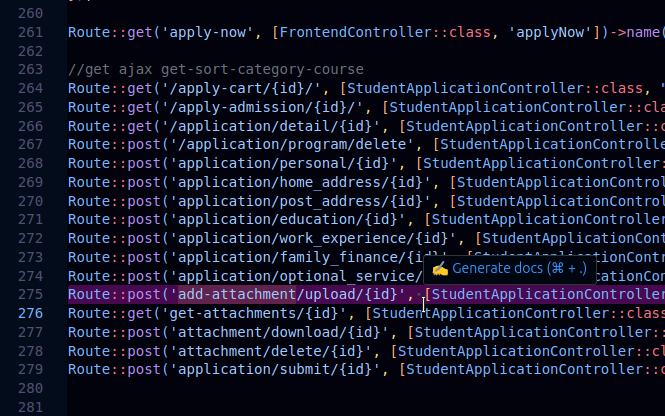 260
261 Route::get('apply-now', [FrontendController::class, 'applyNow'])->name(
262
263 //get ajax get-sort-category-course
264 Route::get('/apply-cart/{id}/', [StudentApplicationController::class, '
265 Route::get('/apply-admission/{id}/', [StudentApplicationController::cla
266 Route::get('/application/detail/{id}', [StudentApplicationController::c
267 Route::post('/application/program/delete', [StudentApplicationControlle
268 Route::post('application/personal/{id}', [StudentApplicationController:
269 Route::post('application/home_address/{id}', [StudentApplicationControl
270 Route::post('application/post_address/{id}', [StudentApplicationControl
271 Route::post('application/education/{id}', [StudentApplicationController
272 Route::post('application/work_experience/{id}', [StudentApplicationCont
273 Route::post('application/family_finance/{id}', [StudentApplicationCon
274 Route::post('application/optional_service/ cationCo
✍️ Generate docs (⌘ + .)
275 Route::post('add-attachment/upload/{id}', [StudentApplicationController
276 Route::get('get-attachments/{id}', [StudentApplicationController::class
277 Route::post('attachment/download/{id}', [StudentApplicationController::
278 Route::post('attachment/delete/{id}', [StudentApplicationController::cl
279 Route::post('application/submit/{id}', [StudentApplicationController::c
280
281